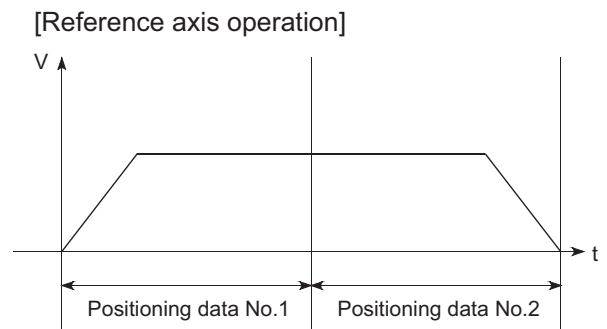 [Reference axis operation]
V
t
Positioning data No.1
Positioning data No.2